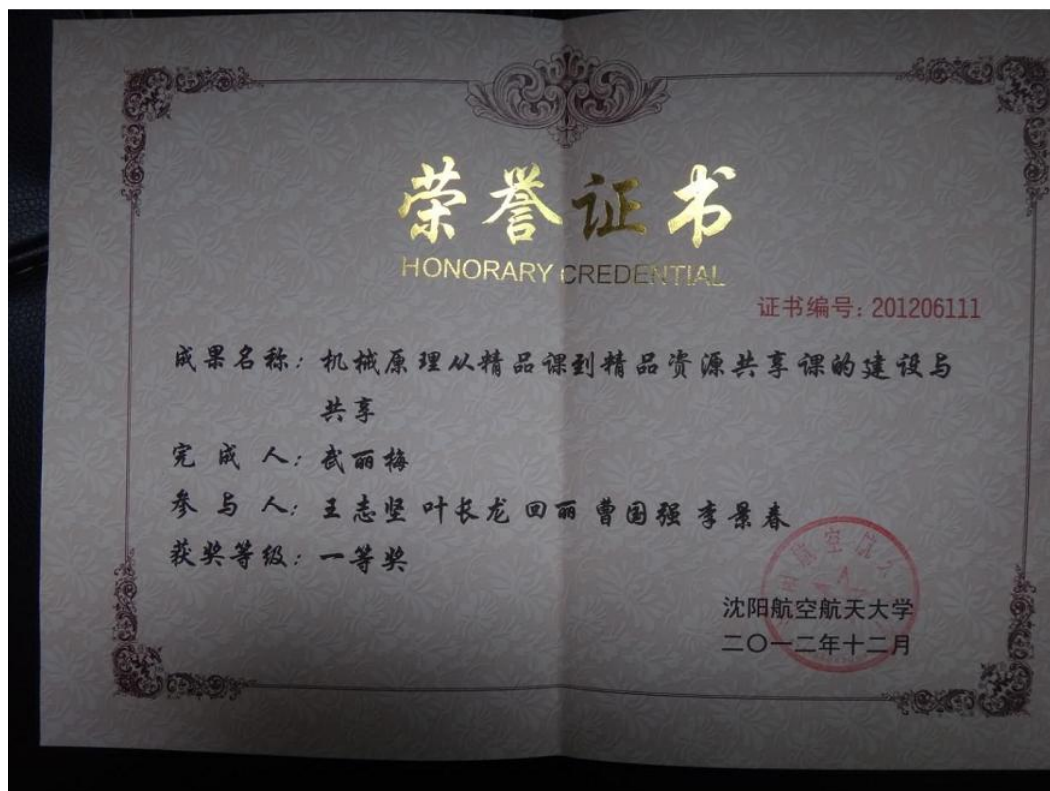 荣誉证书
HONORARY CREDENTIAL
证书编号: 201206111
成果名称: 机械原理从精品课到精品资源共享课的建设与
共享
完 成 人: 武丽梅
参 与 人: 王志坚 叶长龙 回丽 曹国强 李景春
获奖等级: 一等奖
沈阳航空航天大学
二〇一二年十二月